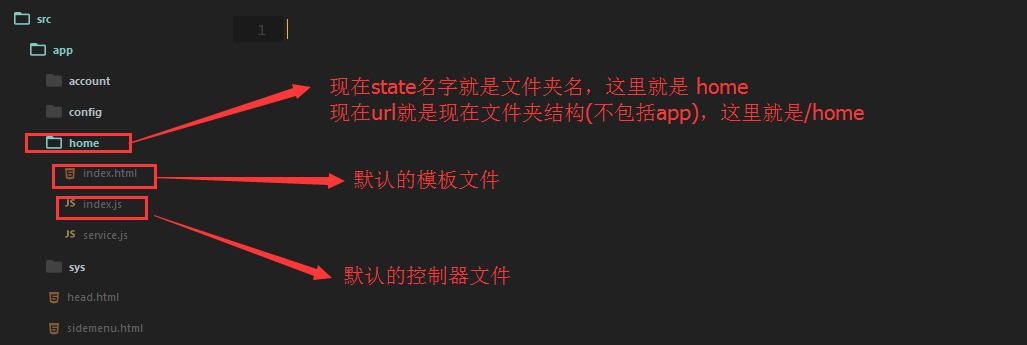 src
1
app
account
现在state名字就是文件夹名，这里就是 home
config
现在url就是现在文件夹结构(不包括app)，这里就是/home
home
index.html
默认的模板文件
JS index.js
JS service.js
sys
默认的控制器文件
head.html
sidemenu.html